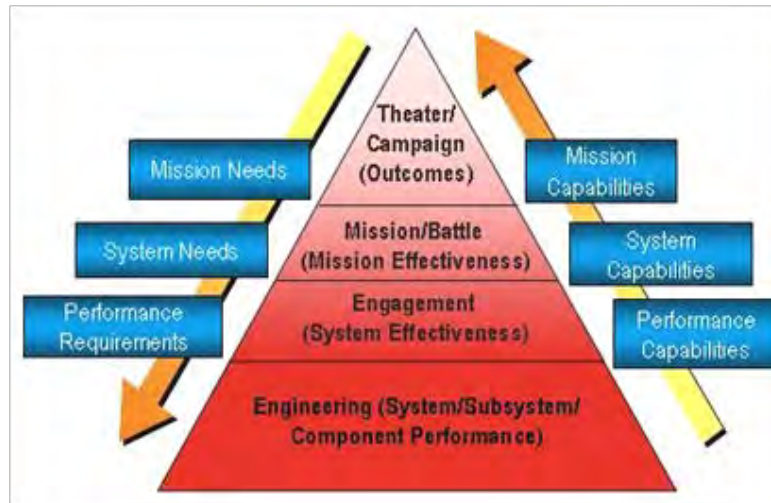 Theater/
Campaign
(Outcomes)
Mission Needs
Mission
Capabilities
Mission/Battle
(Mission Effectiveness)
System Needs
System
Capabilities
Engagement
(System Effectiveness)
Performance
Requirements
Performance
Capabilities
Engineering (System/Subsystem/
Component Performance)